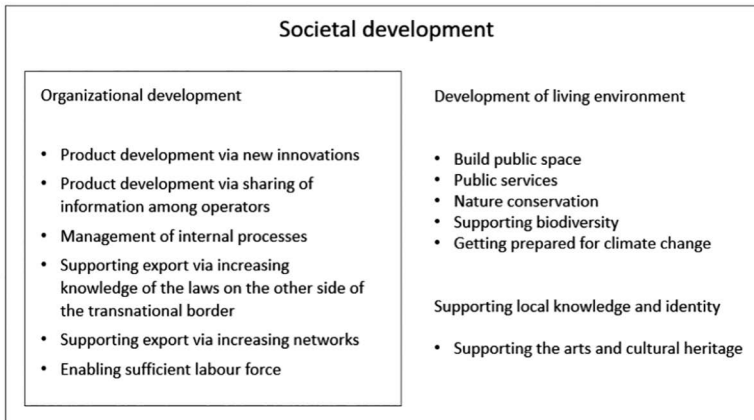 Societal development
Organizational development
• Product development via new innovations
• Product development via sharing of
information among operators
• Management of internal processes
• Supporting export via increasing
knowledge of the laws on the other side of
the transnational border
• Supporting export via increasing networks
• Enabling sufficient labour force
Development of living environment
• Build public space
• Public services
• Nature conservation
• Supporting biodiversity
• Getting prepared for climate change
Supporting local knowledge and identity
• Supporting the arts and cultural heritage